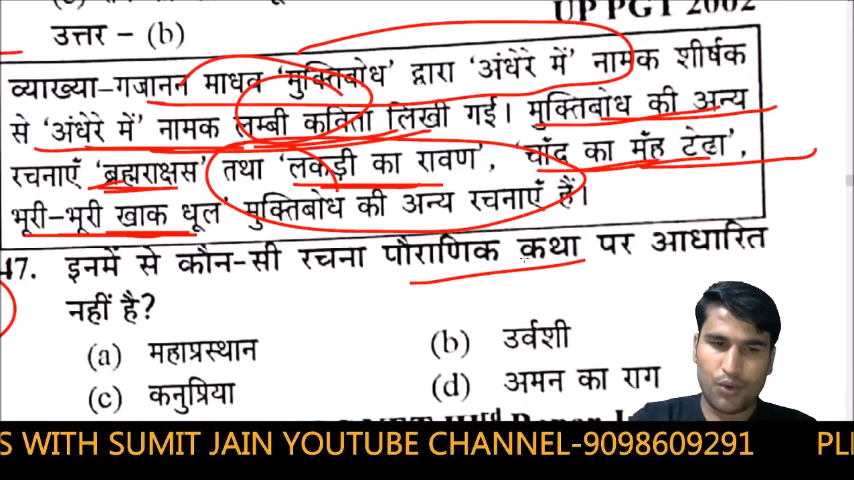 UP PGT 2002
उत्तर – (b)
व्याख्या–गजानन माधव 'मुक्तिबोध' द्वारा 'अंधेरे में' नामक शीर्षक
से 'अंधेरे में' नामक लम्बी कविता लिखी गई। मुक्तिबोध की अन्य
रचनाएँ 'ब्रह्मराक्षस' तथा 'लकड़ी का रावण', 'चाँद का मुँह टेढा',
भूरी–भूरी खाक धूल' मुक्तिबोध की अन्य रचनाएँ हैं।
47. इनमें से कौन-सी रचना पौराणिक कथा पर आधारित
नहीं है?
(a) महाप्रस्थान (b) उर्वशी
(c) कनुप्रिया (d) अमन का राग
S WITH SUMIT JAIN YOUTUBE CHANNEL-9098609291 PL